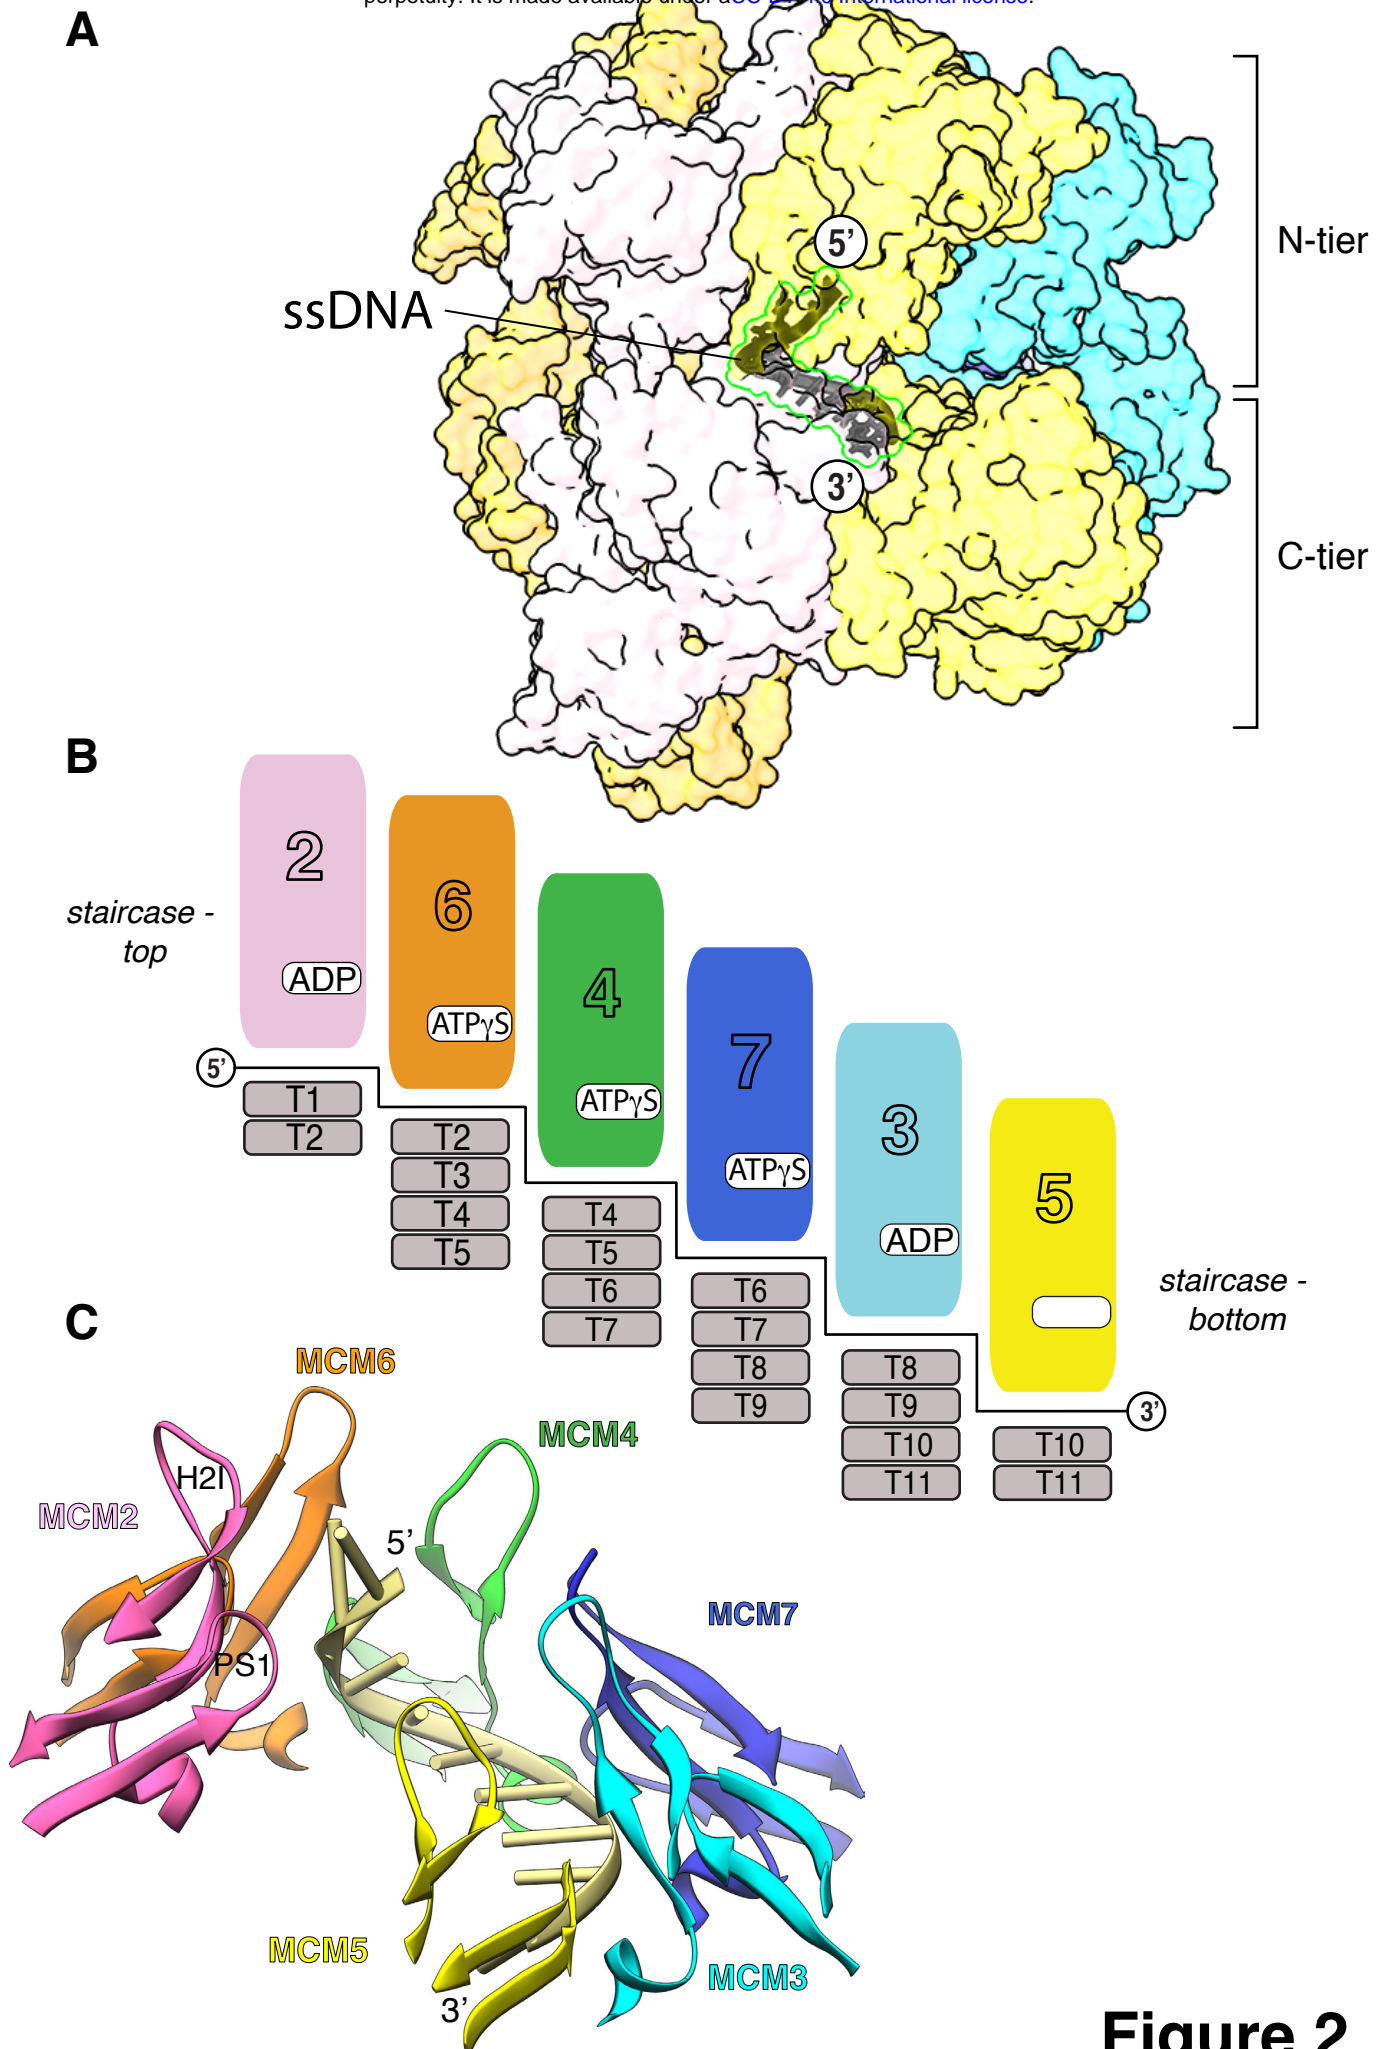 A
5'
ssDNA
3'
N-tier
C-tier
B
2
ADP
6
ATPγS
4
ATPγS
7
ATPγS
3
ADP
5
staircase -
top
staircase -
bottom
5'
3'
T1
T2
T2
T3
T4
T5
T4
T5
T6
T7
T6
T7
T8
T9
T8
T9
T10
T11
T10
T11
C
MCM6
MCM4
H2I
MCM2
5'
MCM7
PS1
MCM5
MCM3
3'
Figure 2